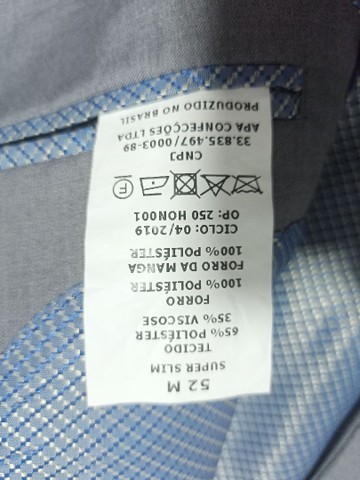 52 M
SUPER SLIM
TECIDO
65% POLIÉSTER
35% VISCOSE
FORRO
100% POLIÉSTER
FORRO DA MANGA
100% POLIÉSTER
CICLO: 04/2019
OP: 250 HON001
F
CNPJ
33.835.497/0003-89
APA CONFECÇÕES LTDA
PRODUZIDO NO BRASIL